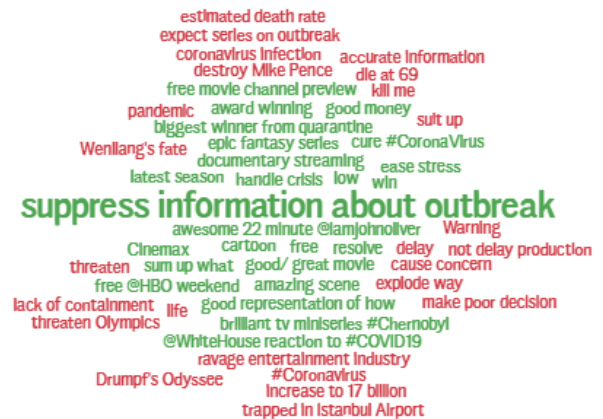 estimated death rate
expect series on outbreak
coronavirus infection accurate information
destroy Mike Pence die at 69
free movie channel preview kill me
pandemic award winning good money suit up
biggest winner from quarantine
Wenliang's fate epic fantasy series cure #CoronaVirus
documentary streaming ease stress
latest season handle crisis low win
suppress information about outbreak
awesome 22 minute @iamjohnoliver Warning
Cinemax cartoon free resolve delay not delay production
threaten sum up what good/ great movie cause concern
free @HBO weekend amazing scene explode way
lack of containment life good representation of how make poor decision
threaten Olympics brilliant tv miniseries #Chernobyl
@WhiteHouse reaction to #COVID19
ravage entertainment industry
Drumpf's Odyssee #Coronavirus
increase to 17 billion
trapped in Istanbul Airport